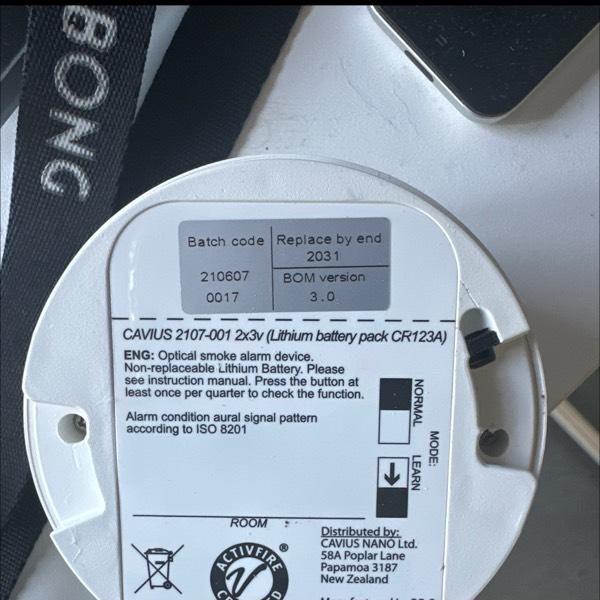 BONG
Batch code
210607
0017
Replace by end
2031
BOM version
3.0
CAVIUS 2107-001 2x3v (Lithium battery pack CR123A)
ENG: Optical smoke alarm device.
Non-replaceable Lithium Battery. Please
see instruction manual. Press the button at
least once per quarter to check the function.
Alarm condition aural signal pattern
according to ISO 8201
NORMAL
MODE:
LEARN
ROOM
ACTIVFIRE
®
Distributed by:
CAVIUS NANO Ltd.
58A Poplar Lane
Papamoa 3187
New Zealand